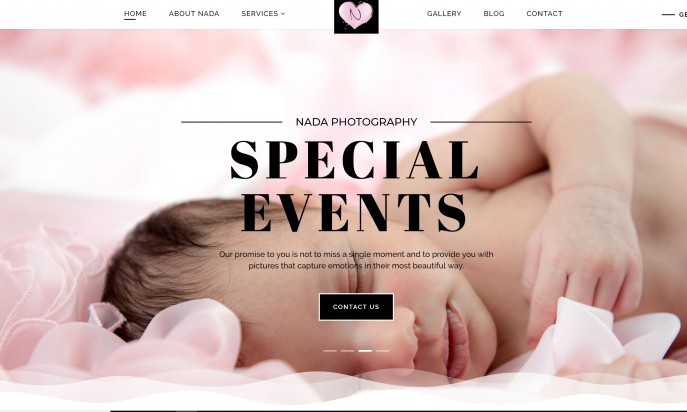 HOME ABOUT NADA SERVICES N GALLERY BLOG CONTACT
NADA PHOTOGRAPHY
SPECIAL
EVENTS
Our promise to you is not to miss a single moment and to provide you with
pictures that capture emotions in their most beautiful way.
CONTACT US